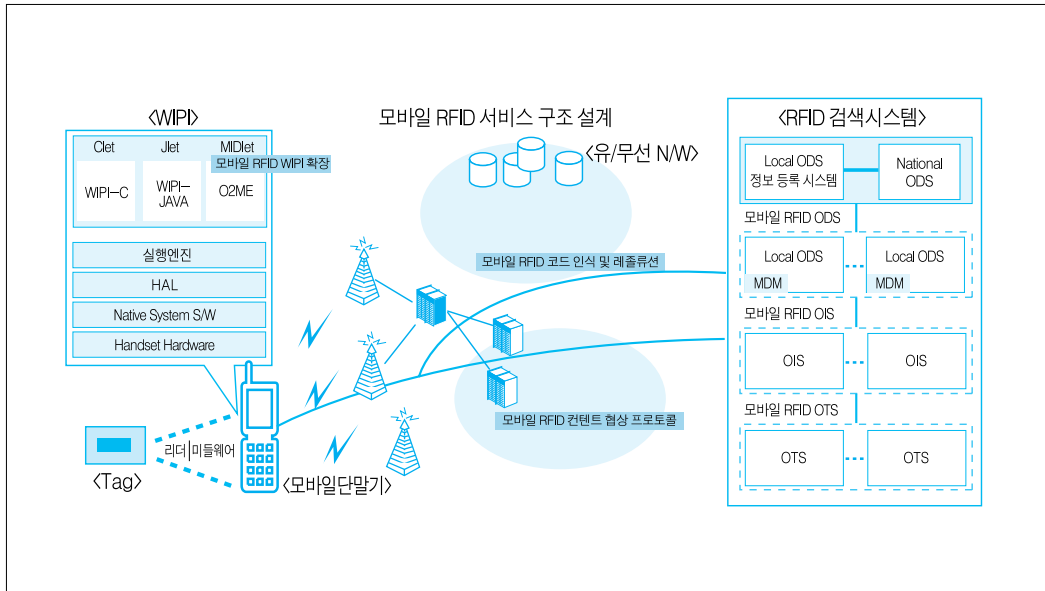 모바일 RFID 서비스 구조 설계
〈WIPI〉
Clet Jlet MIDlet
모바일 RFID WIPI 확장
WIPI-C
WIPI-
JAVA
O2ME
실행엔진
HAL
Native System S/W
Handset Hardware
〈Tag〉
리더 미들웨어
〈모바일단말기〉
〈유/무선 N/W〉
모바일 RFID 코드 인식 및 레졸류션
모바일 RFID 컨텐트 협상 프로토콜
〈RFID 검색시스템〉
Local ODS
정보 등록 시스템
National
ODS
모바일 RFID ODS
Local ODS
MDM
Local ODS
MDM
모바일 RFID OIS
OIS
OIS
모바일 RFID OTS
OTS
OTS